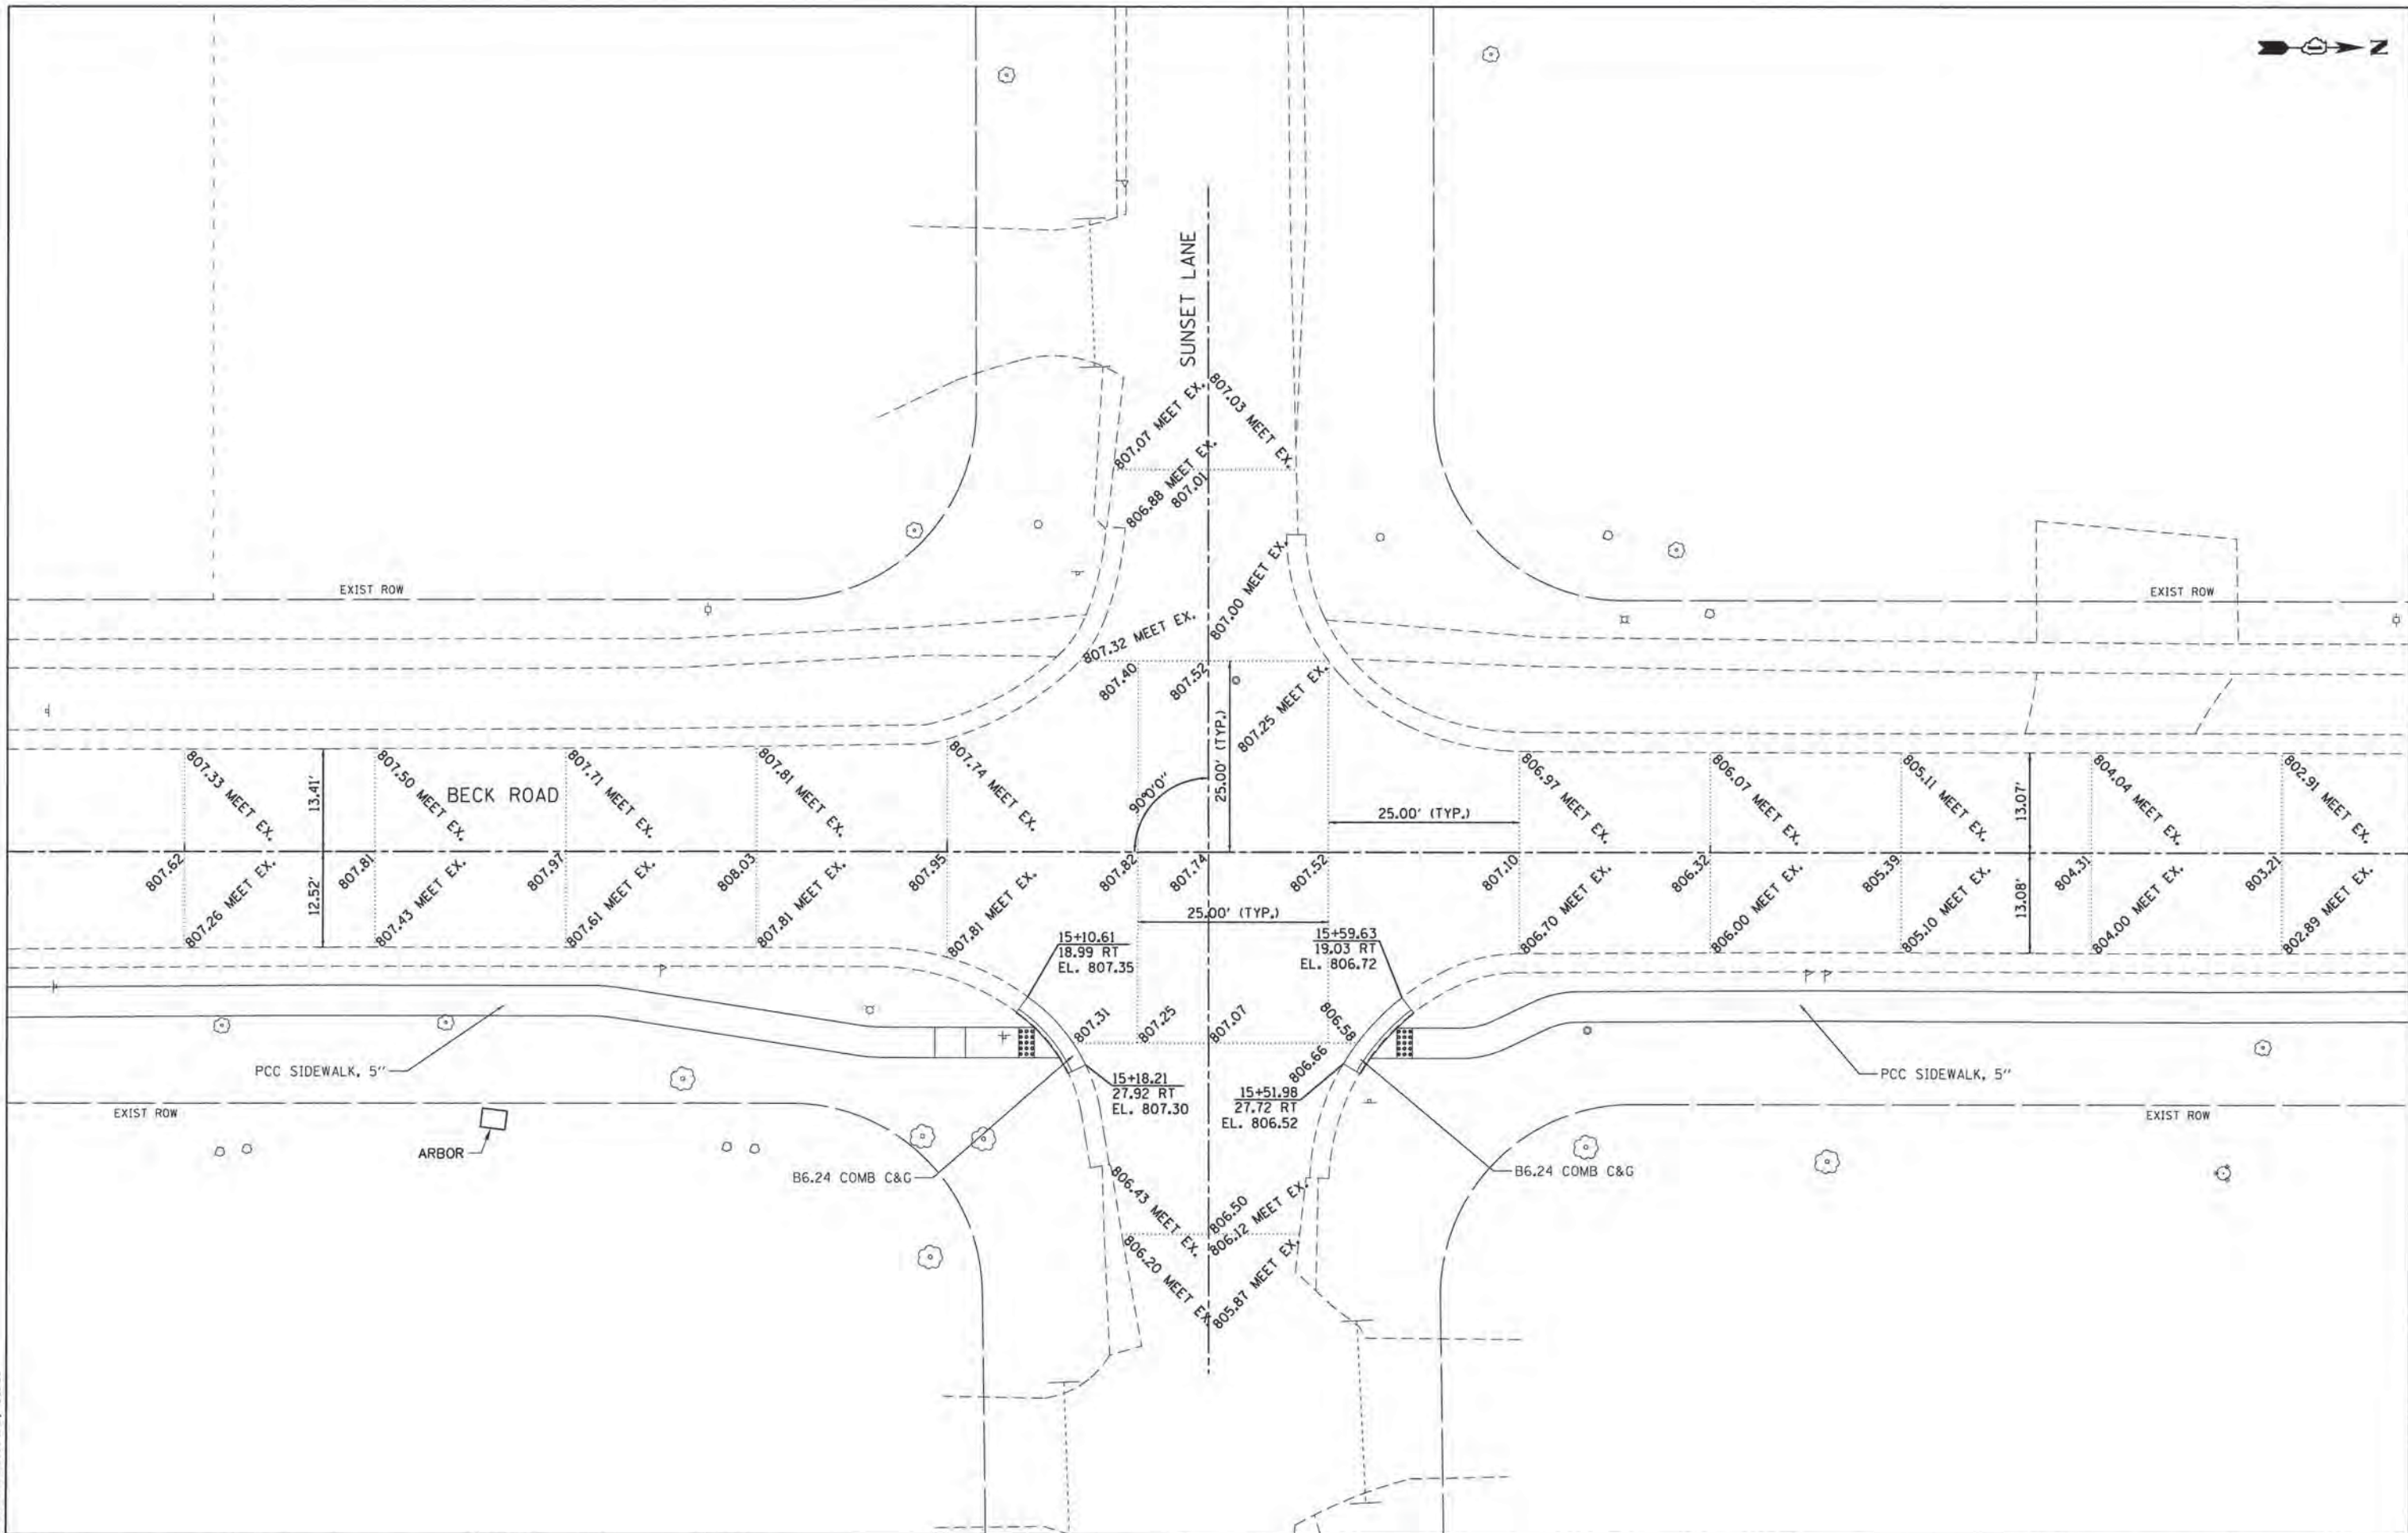 N
SUNSET LANE
807.07 MEET EX.
807.03 MEET EX.
806.88 MEET EX.
807.01
EXIST ROW
EXIST ROW
807.00 MEET EX.
807.32 MEET EX.
807.40
807.52
807.25 MEET EX.
25.00' (TYP.)
90°0'0"
807.33 MEET EX.
13.41'
807.50 MEET EX.
BECK ROAD
807.71 MEET EX.
807.81 MEET EX.
807.74 MEET EX.
25.00' (TYP.)
806.97 MEET EX.
806.07 MEET EX.
805.11 MEET EX.
13.07'
804.04 MEET EX.
802.91 MEET EX.
807.62
807.81
807.97
808.03
807.95
807.82
807.74
807.52
807.10
806.32
805.39
804.31
803.21
807.26 MEET EX.
12.52'
807.43 MEET EX.
807.61 MEET EX.
807.81 MEET EX.
807.81 MEET EX.
25.00' (TYP.)
806.70 MEET EX.
806.00 MEET EX.
805.10 MEET EX.
13.08'
804.00 MEET EX.
802.89 MEET EX.
15+10.61
18.99 RT
EL. 807.35
15+59.63
19.03 RT
EL. 806.72
807.31
807.25
807.07
806.58
806.66
PCC SIDEWALK, 5"
15+18.21
27.92 RT
EL. 807.30
15+51.98
27.72 RT
EL. 806.52
PCC SIDEWALK, 5"
EXIST ROW
EXIST ROW
ARBOR
B6.24 COMB C&G
B6.24 COMB C&G
806.43 MEET EX.
806.50
806.12 MEET EX.
806.20 MEET EX.
805.87 MEET EX.